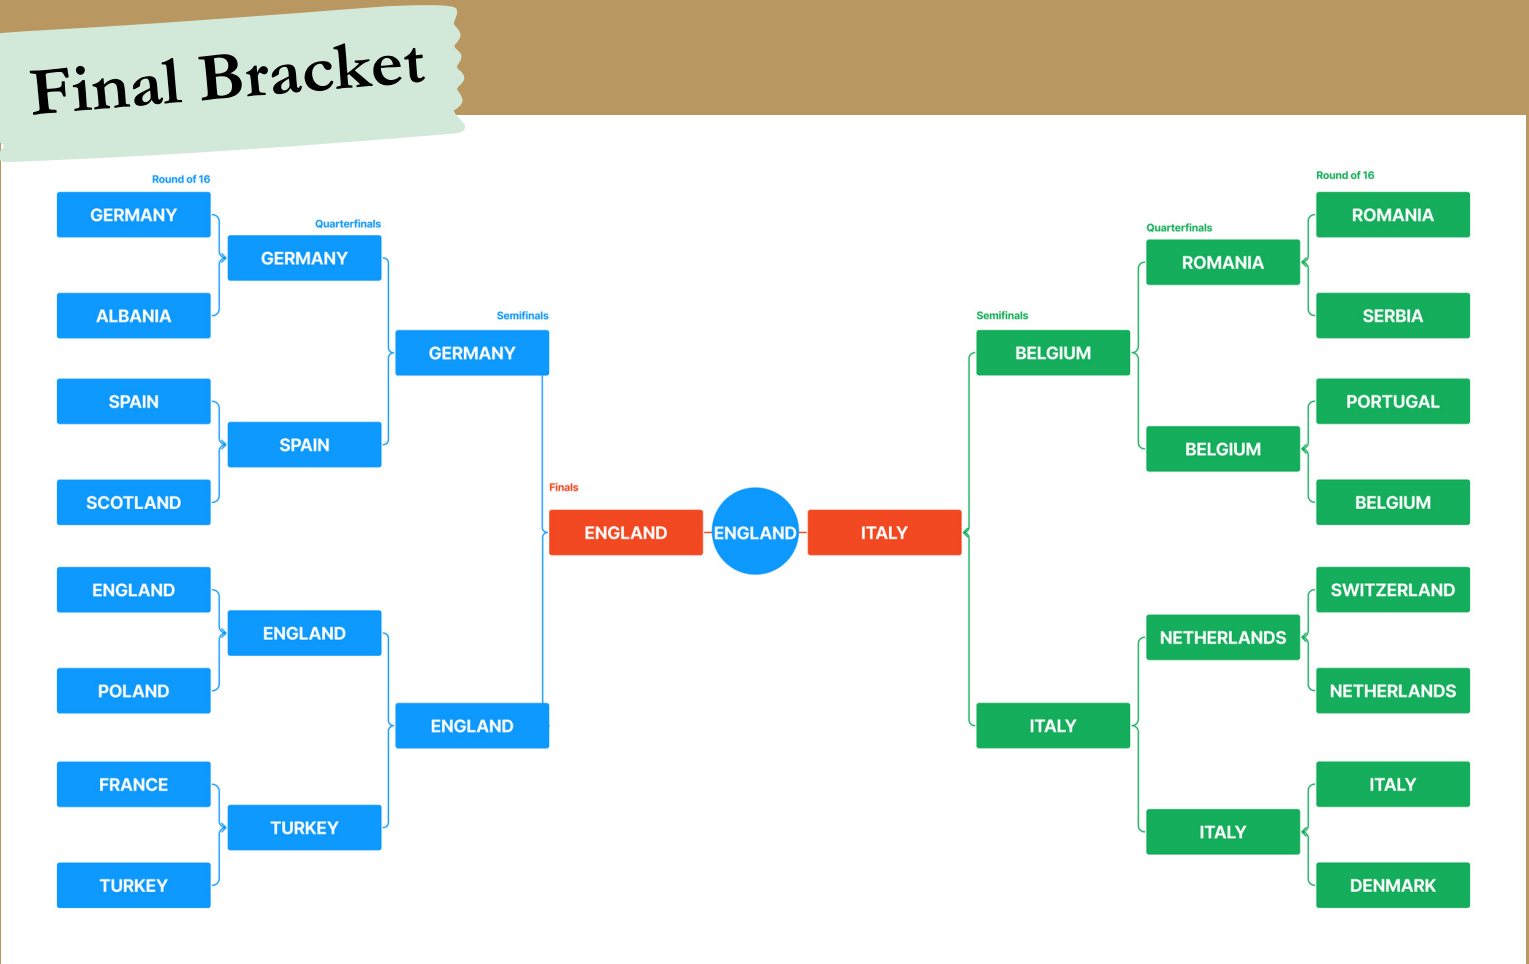 Final Bracket
Round of 16
GERMANY
ALBANIA
SPAIN
SCOTLAND
ENGLAND
POLAND
FRANCE
TURKEY
Quarterfinals
GERMANY
SPAIN
ENGLAND
TURKEY
Semifinals
GERMANY
ENGLAND
Finals
ENGLAND
ENGLAND
ITALY
Semifinals
BELGIUM
ITALY
Quarterfinals
ROMANIA
BELGIUM
NETHERLANDS
ITALY
Round of 16
ROMANIA
SERBIA
PORTUGAL
BELGIUM
SWITZERLAND
NETHERLANDS
ITALY
DENMARK